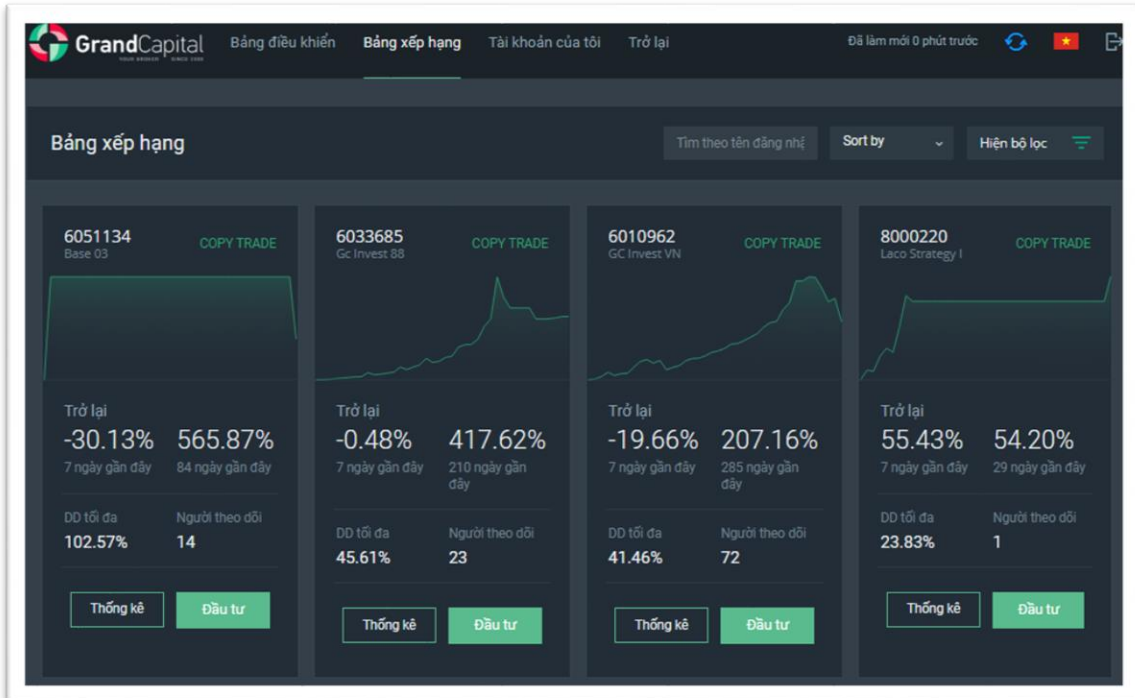 GrandCapital Bảng điều khiển Bảng xếp hạng Tài khoản của tôi Trở lại Đã làm mới 0 phút trước
YOUR BROKER SINCE 2006
Bảng xếp hạng Tìm theo tên đăng nhậ Sort by Hiện bộ lọc
6051134 COPY TRADE
Base 03
Trở lại
-30.13% 565.87%
7 ngày gần đây 84 ngày gần đây
DD tối đa Người theo dõi
102.57% 14
Thống kê Đầu tư
6033685 COPY TRADE
Gc Invest 88
Trở lại
-0.48% 417.62%
7 ngày gần đây 210 ngày gần
đây
DD tối đa Người theo dõi
45.61% 23
Thống kê Đầu tư
6010962 COPY TRADE
GC Invest VN
Trở lại
-19.66% 207.16%
7 ngày gần đây 285 ngày gần
đây
DD tối đa Người theo dõi
41.46% 72
Thống kê Đầu tư
8000220 COPY TRADE
Laco Strategy I
Trở lại
55.43% 54.20%
7 ngày gần đây 29 ngày gần đây
DD tối đa Người theo dõi
23.83% 1
Thống kê Đầu tư